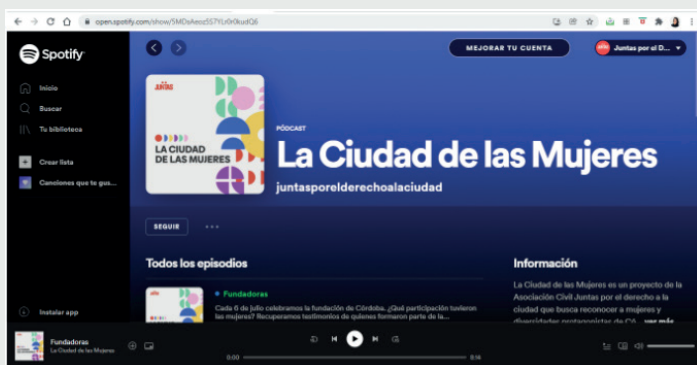 open.spotify.com/show/5MDsAeoz5S7YLr0r0kudQ6
Spotify
MEJORAR TU CUENTA
Juntas por el D...
Inicio
Buscar
Tu biblioteca
Crear lista
Canciones que te gus...
Instalar app
JUNTAS
LA CIUDAD
DE LAS MUJERES
PÓDCAST
La Ciudad de las Mujeres
juntasporelderechoalaciudad
SEGUIR
Todos los episodios
Fundadoras
Cada 6 de julio celebramos la fundación de Córdoba. ¿Qué participación tuvieron
las mujeres? Recuperamos testimonios de quienes formaron parte de la...
Información
La Ciudad de las Mujeres es un proyecto de la
Asociación Civil Juntas por el derecho a la
ciudad que busca reconocer a mujeres y
diversidades protagonistas de CÓ... ver más
Fundadoras
La Ciudad de las Mujeres
0:00
8:14